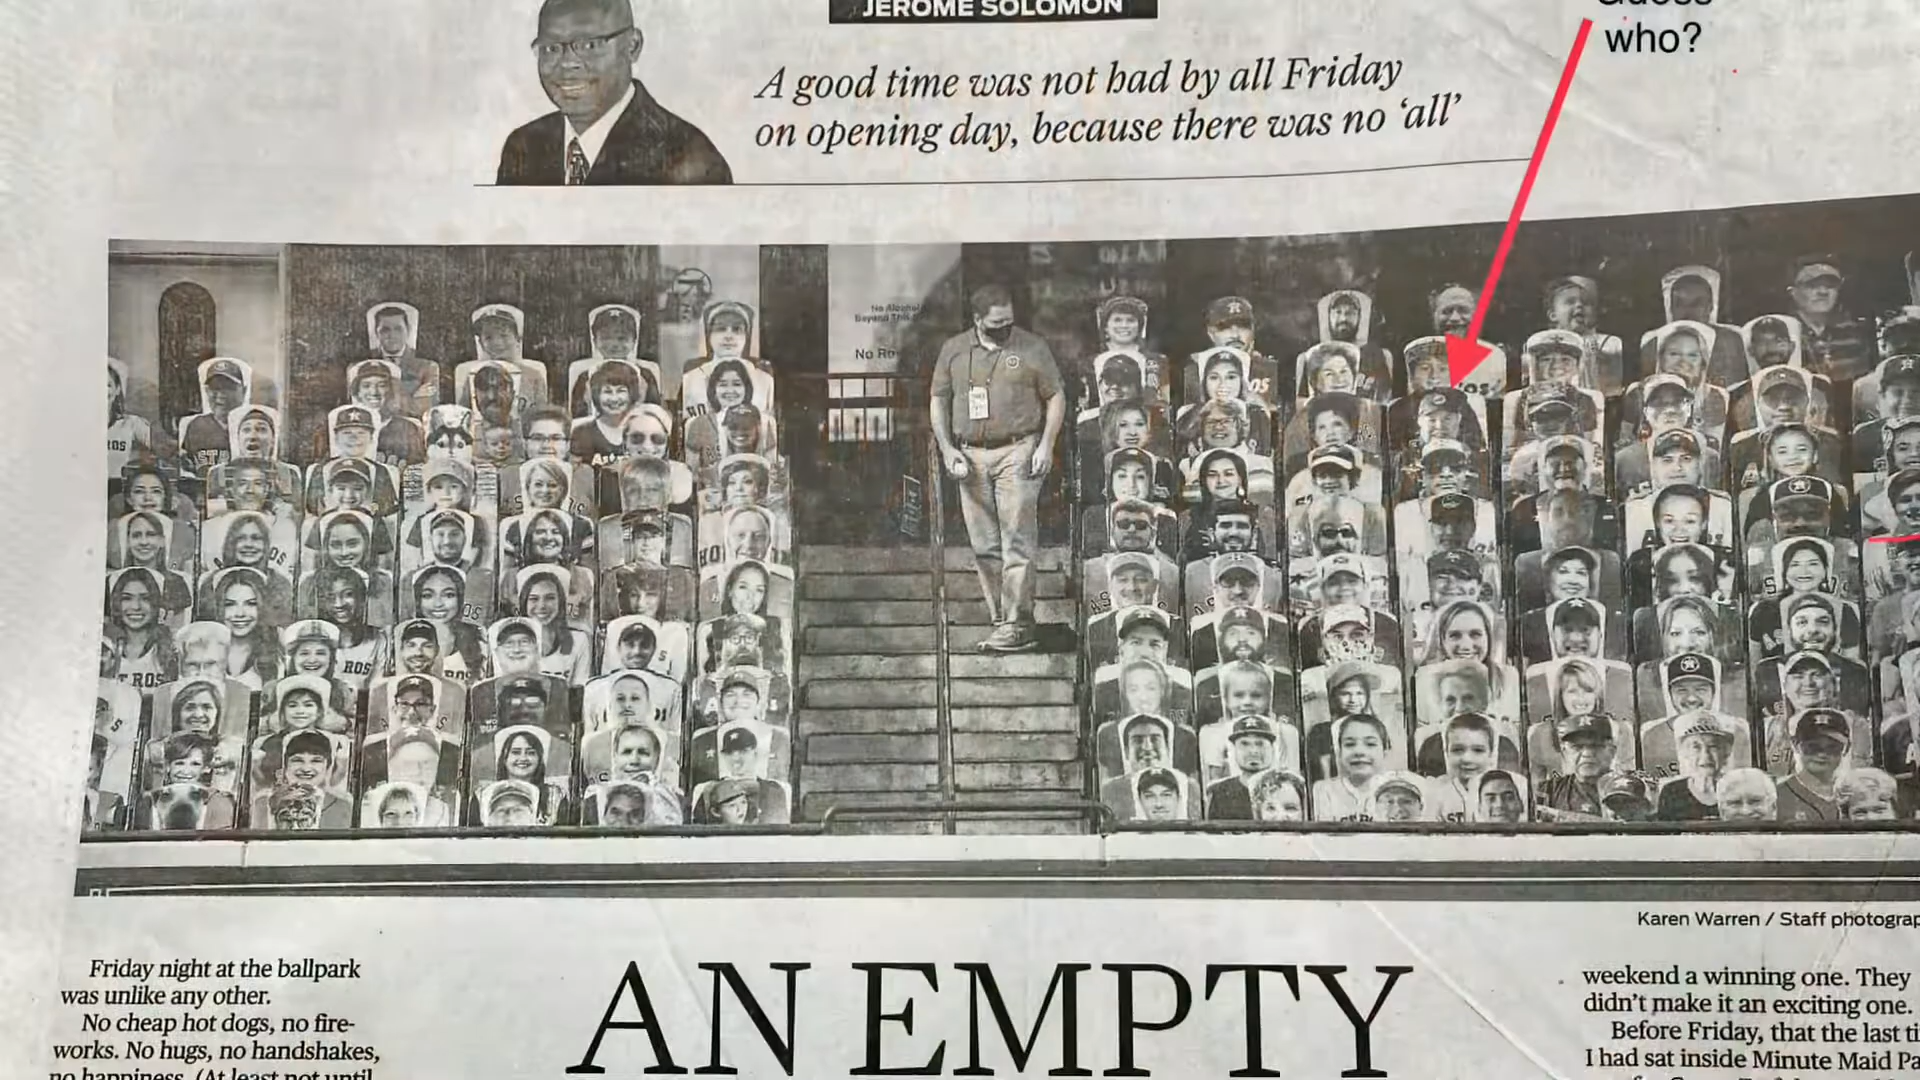 JEROME SOLOMON
who?
A good time was not had by all Friday
on opening day, because there was no ‘all’
No Alcohol
Beyond This
No Re
Karen Warren / Staff photograp
AN EMPTY
Friday night at the ballpark
was unlike any other.
No cheap hot dogs, no fire-
works. No hugs, no handshakes,
no happiness. (At least not until
weekend a winning one. They
didn’t make it an exciting one.
Before Friday, that the last ti
I had sat inside Minute Maid Pa